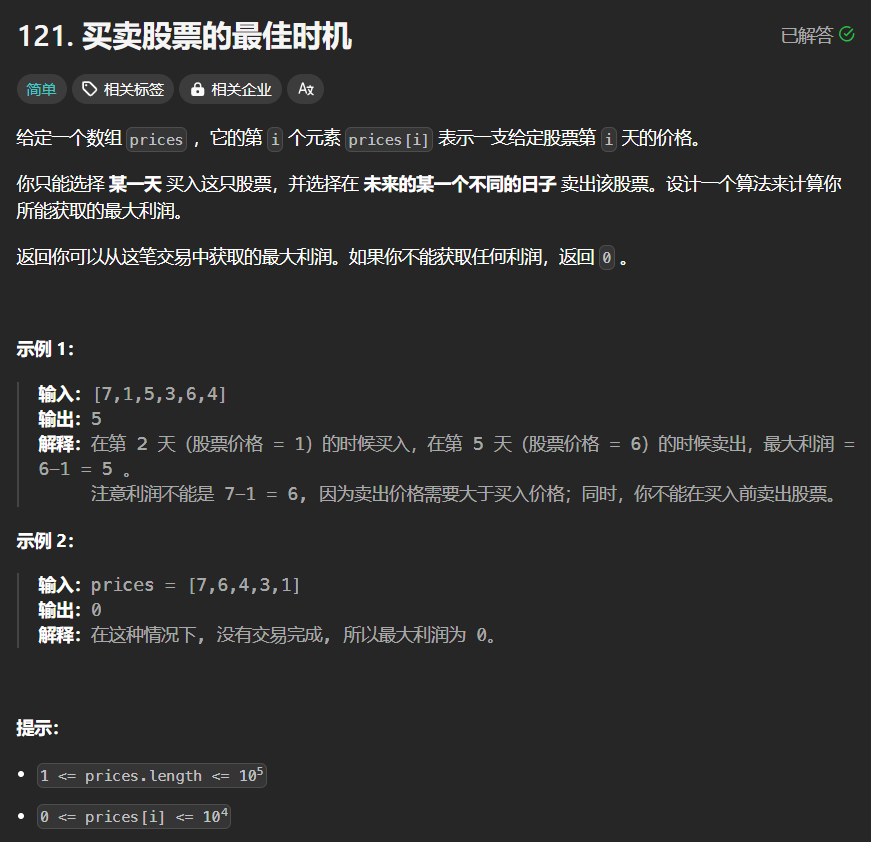 121. 买卖股票的最佳时机
已解答
简单 相关标签 相关企业 Aあ
给定一个数组 prices ，它的第 i 个元素 prices[i] 表示一支给定股票第 i 天的价格。
你只能选择 某一天 买入这只股票，并选择在 未来的某一个不同的日子 卖出该股票。设计一个算法来计算你
所能获取的最大利润。
返回你可以从这笔交易中获取的最大利润。如果你不能获取任何利润，返回 0 。
示例 1：
输入：[7,1,5,3,6,4]
输出：5
解释：在第 2 天（股票价格 = 1）的时候买入，在第 5 天（股票价格 = 6）的时候卖出，最大利润 =
6-1 = 5 。
注意利润不能是 7-1 = 6, 因为卖出价格需要大于买入价格；同时，你不能在买入前卖出股票。
示例 2：
输入：prices = [7,6,4,3,1]
输出：0
解释：在这种情况下, 没有交易完成, 所以最大利润为 0。
提示：
• 1 <= prices.length <= 10⁵
• 0 <= prices[i] <= 10⁴